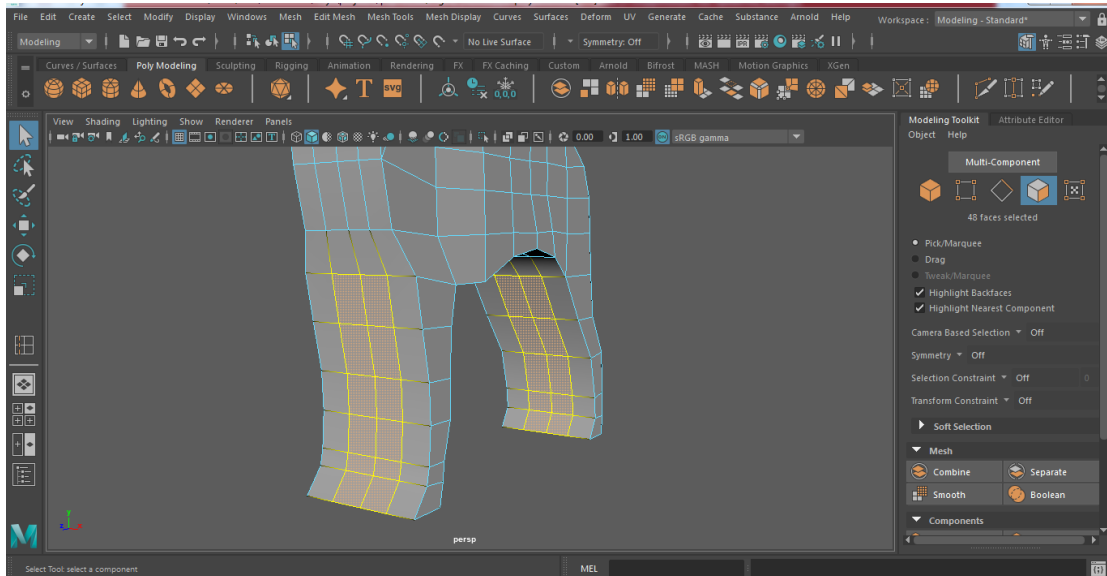 File Edit Create Select Modify Display Windows Mesh Edit Mesh Mesh Tools Mesh Display Curves Surfaces Deform UV Generate Cache Substance Arnold Help Workspace: Modeling - Standard*
Modeling No Live Surface Symmetry: Off
Curves / Surfaces Poly Modeling Sculpting Rigging Animation Rendering FX FX Caching Custom Arnold Bifrost MASH Motion Graphics XGen
T SVG 0,0,0
View Shading Lighting Show Renderer Panels
0.00 1.00 sRGB gamma
Modeling Toolkit Attribute Editor
Object Help
Multi-Component
48 faces selected
Pick/Marquee
Drag
Tweak/Marquee
Highlight Backfaces
Highlight Nearest Component
Camera Based Selection Off
Symmetry Off
Selection Constraint Off 0
Transform Constraint Off
Soft Selection
Mesh
Combine Separate
Smooth Boolean
Components
persp
Select Tool: select a component MEL